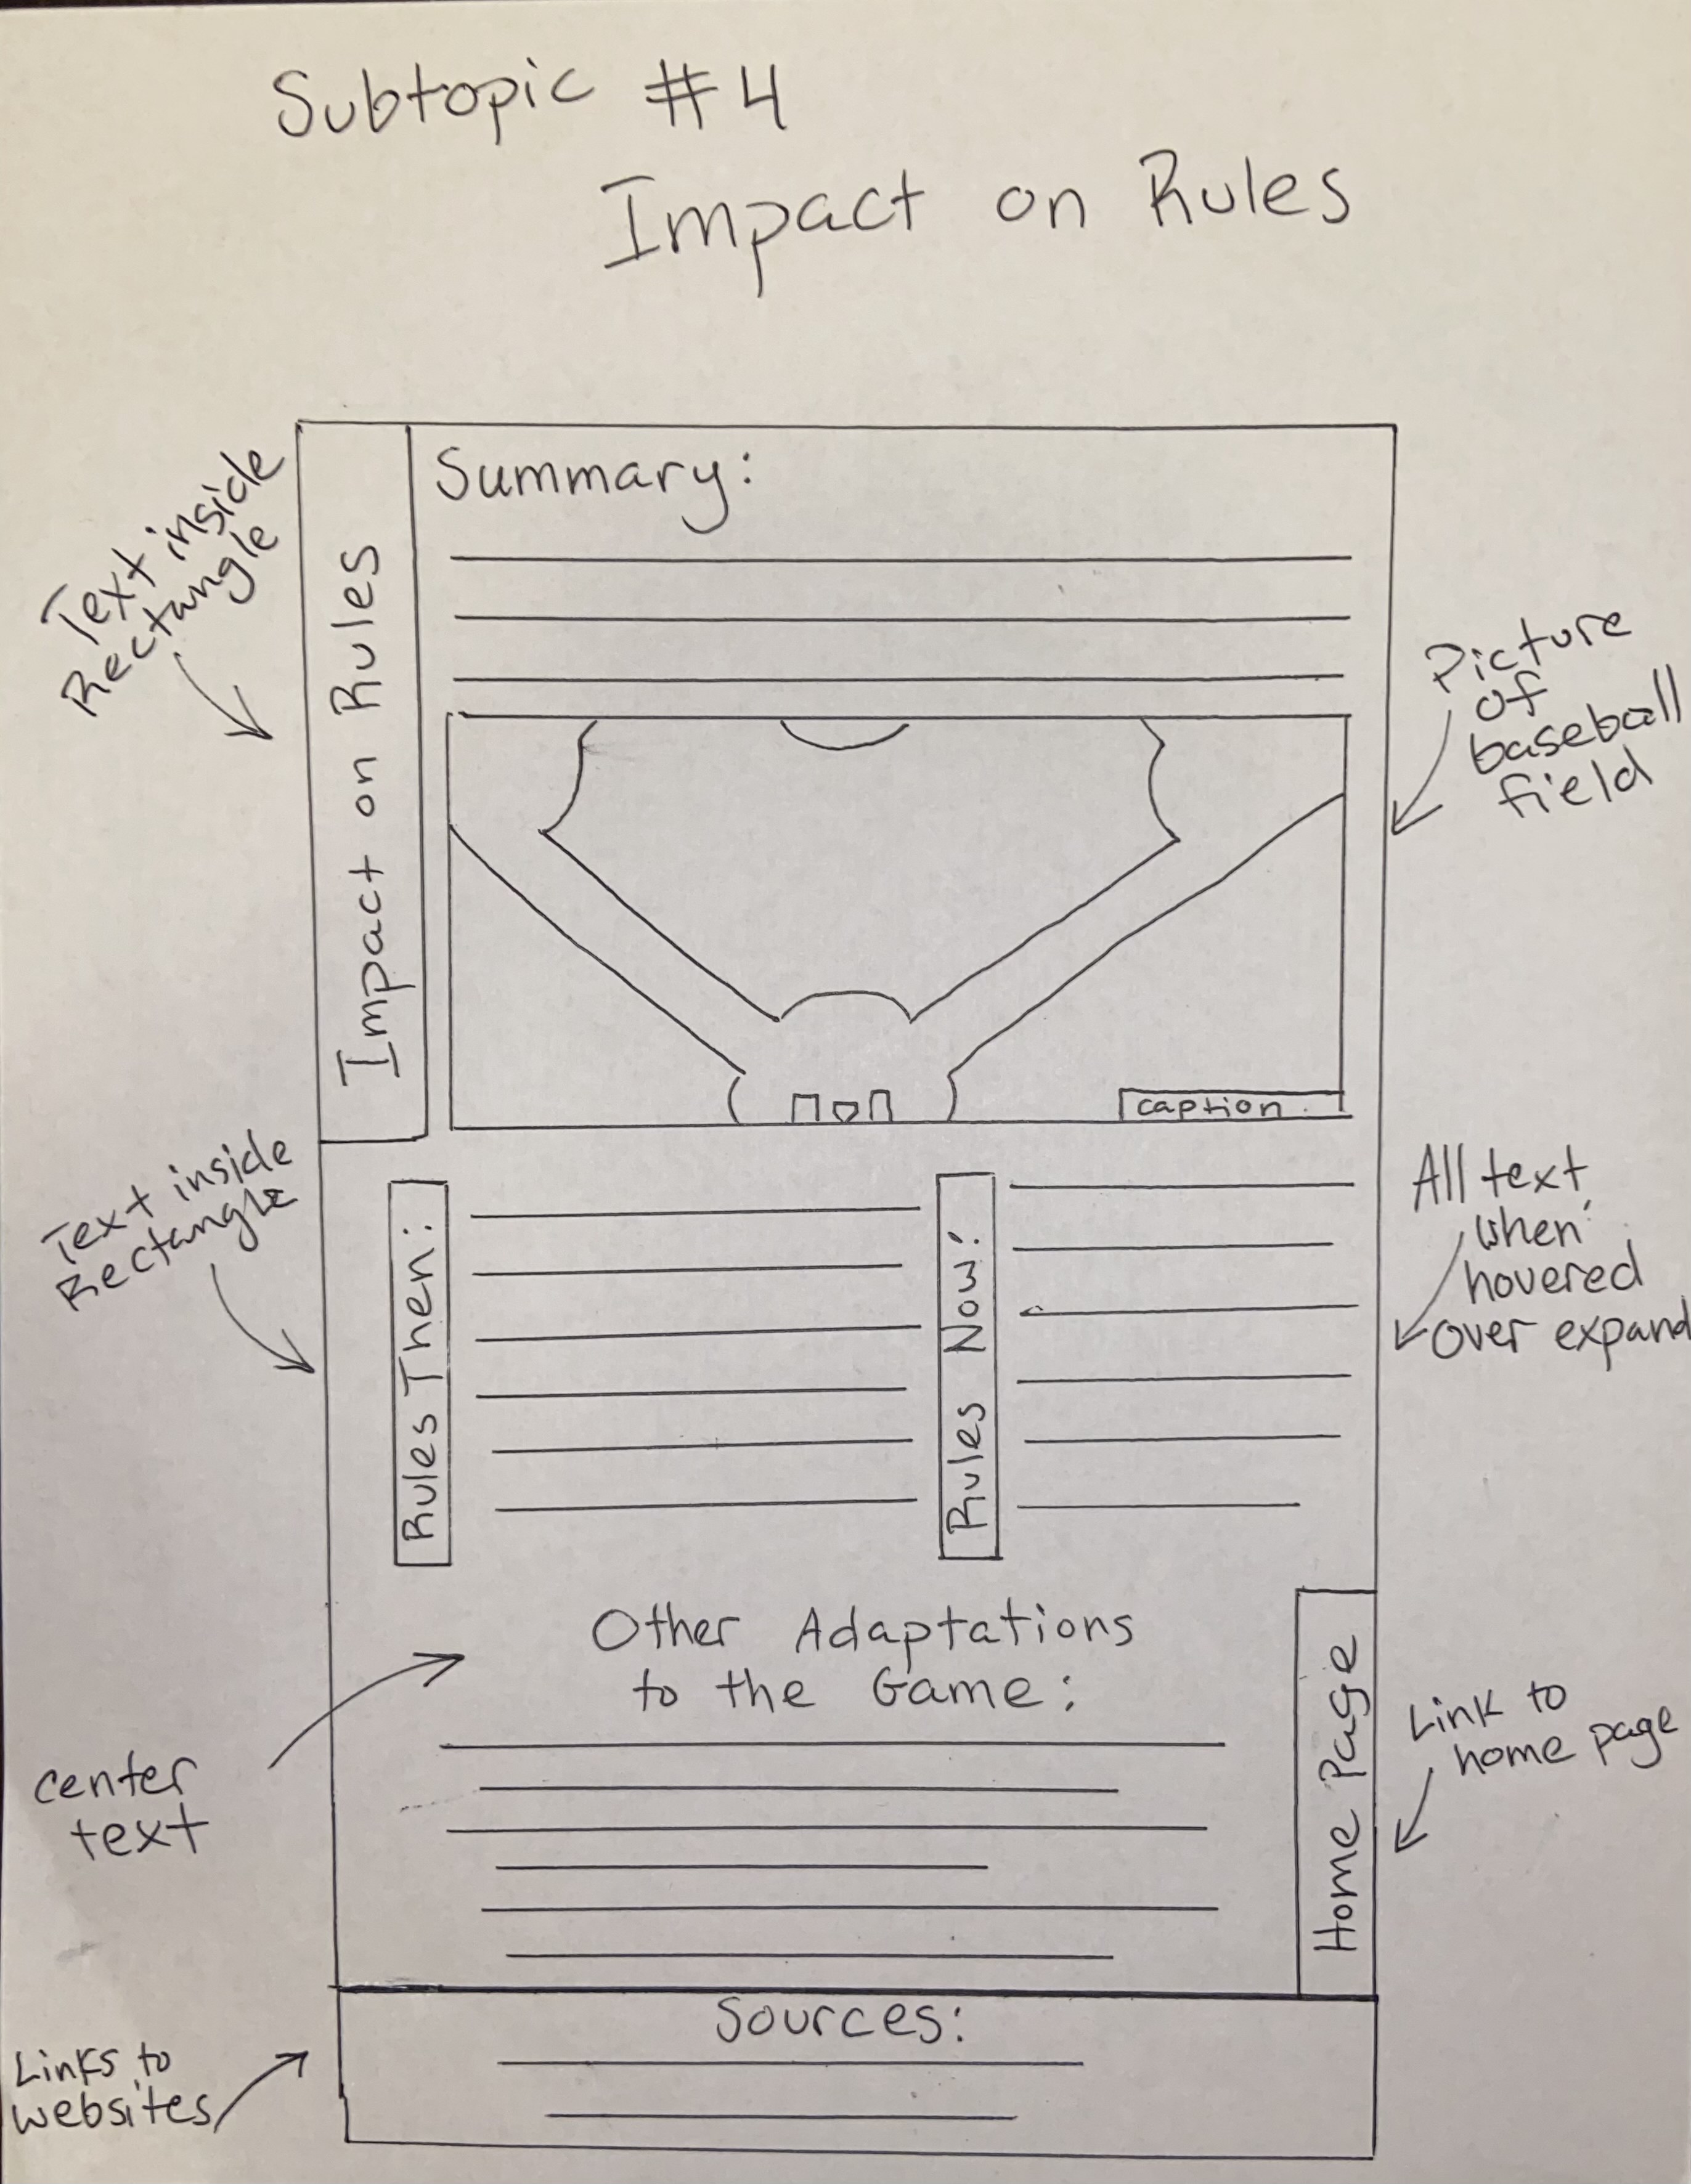 Subtopic #4
Impact on Rules
Text inside
Rectangle
Impact on Rules
Summary:
Picture
of
baseball
field
caption
Text inside
Rectangle
Rules Then:
Rules Now:
All text
when
hovered
over expand
Other Adaptations
to the Game:
center
text
Home Page
Link to
home page
Sources:
Links to
websites